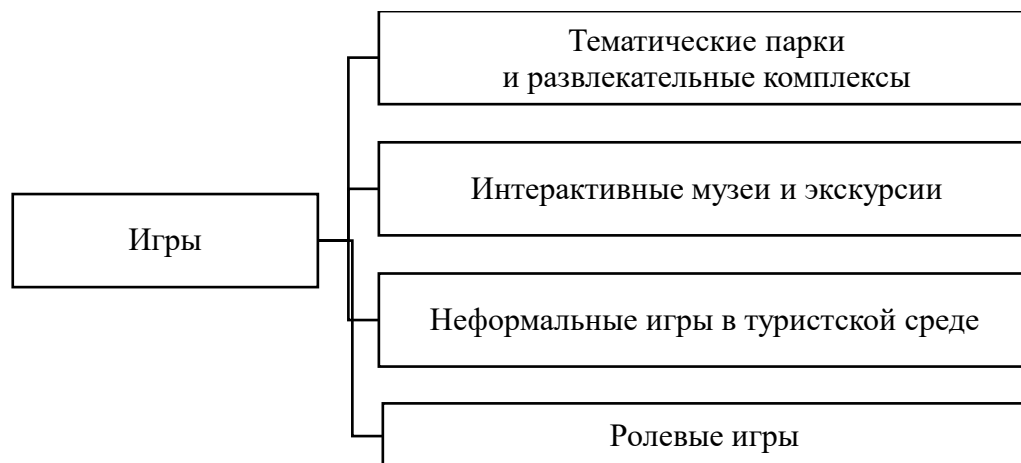 Тематические парки
и развлекательные комплексы
Интерактивные музеи и экскурсии
Игры
Неформальные игры в туристской среде
Ролевые игры